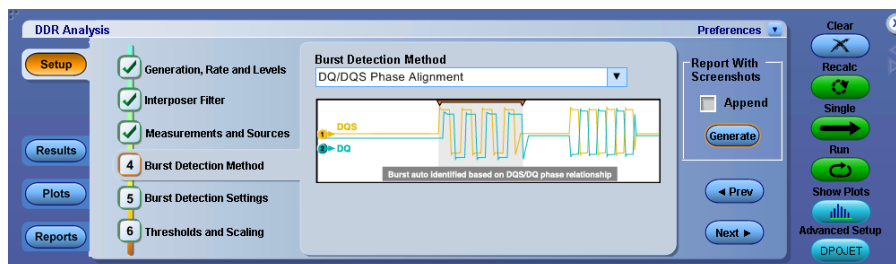 DDR Analysis
Preferences
Clear
Setup
Generation, Rate and Levels
Interposer Filter
Measurements and Sources
4 Burst Detection Method
5 Burst Detection Settings
6 Thresholds and Scaling
Results
Plots
Reports
Burst Detection Method
DQ/DQS Phase Alignment
1 DQS
2 DQ
Burst auto identified based on DQS/DQ phase relationship
Report With
Screenshots
Append
Generate
Prev
Next
Recalc
Single
Run
Show Plots
Advanced Setup
DPOJET